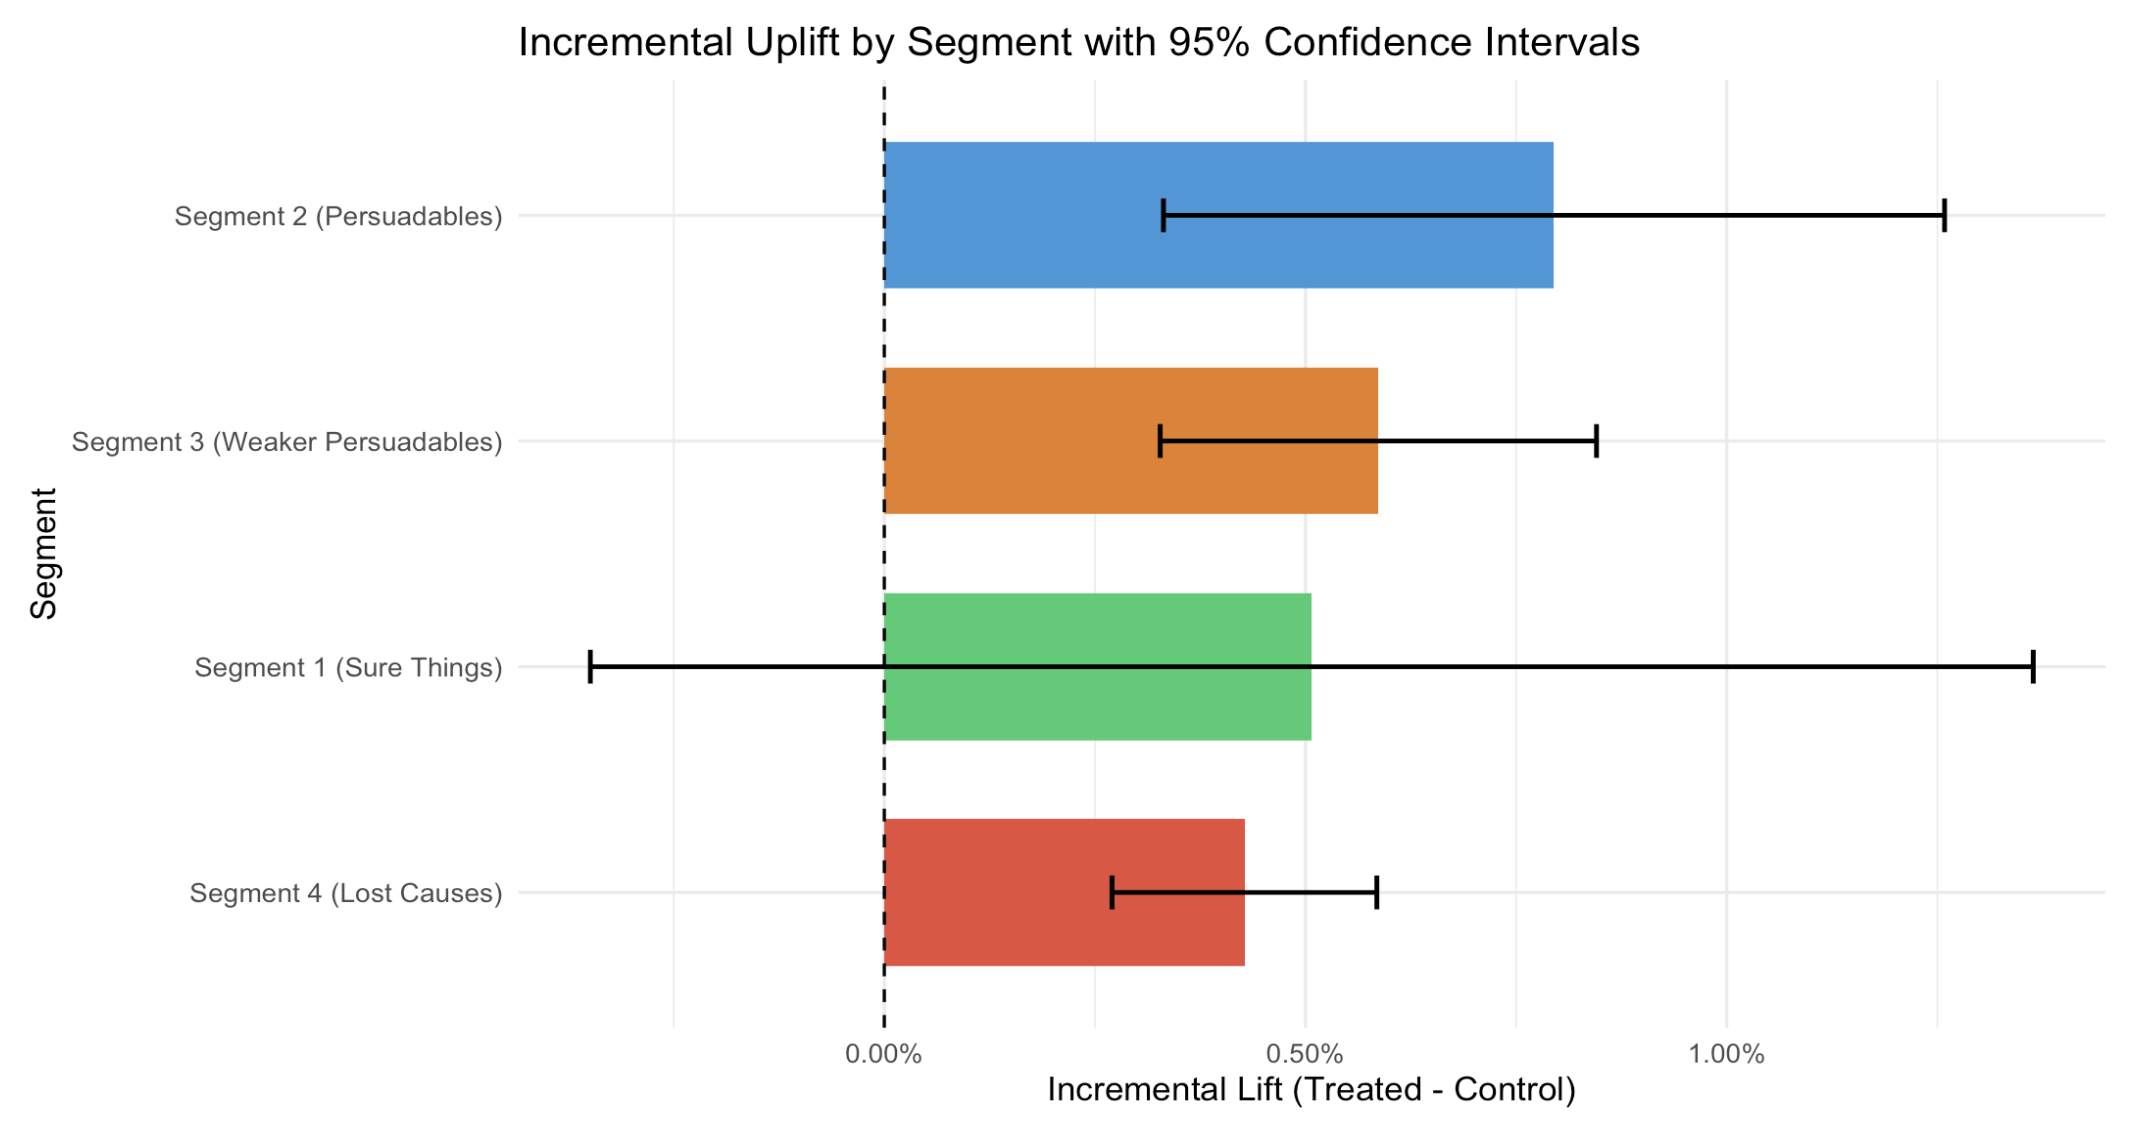 Incremental Uplift by Segment with 95% Confidence Intervals
Segment
Segment 2 (Persuadables)
Segment 3 (Weaker Persuadables)
Segment 1 (Sure Things)
Segment 4 (Lost Causes)
0.00% 0.50% 1.00%
Incremental Lift (Treated - Control)